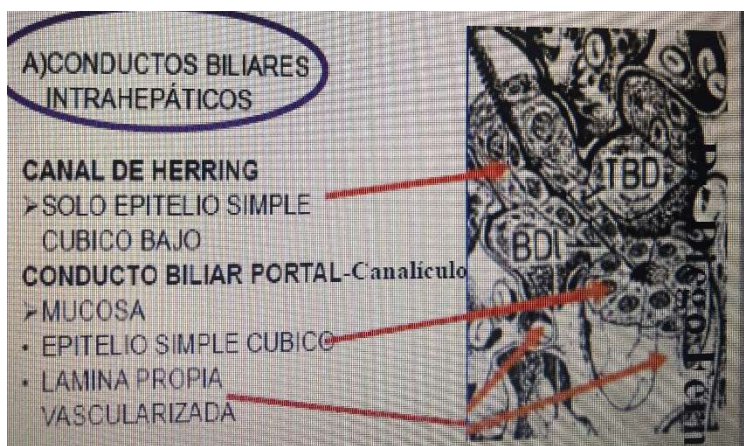 A)CONDUCTOS BILIARES
INTRAHEPÁTICOS
CANAL DE HERRING
➢SOLO EPITELIO SIMPLE
CUBICO BAJO
CONDUCTO BILIAR PORTAL-Canalículo
➢MUCOSA
• EPITELIO SIMPLE CUBICO
• LAMINA PROPIA
VASCULARIZADA
TBD
BDl